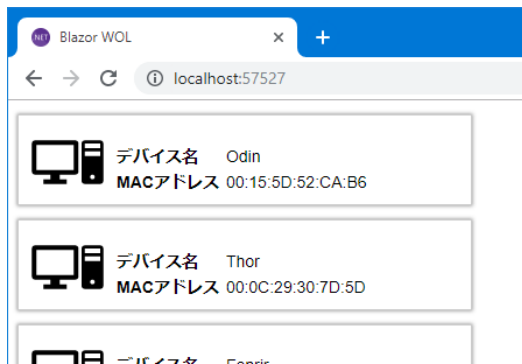 NET Blazor WOL
localhost:57527
デバイス名 Odin
MACアドレス 00:15:5D:52:CA:B6
デバイス名 Thor
MACアドレス 00:0C:29:30:7D:5D
デバイス名 Fenrir